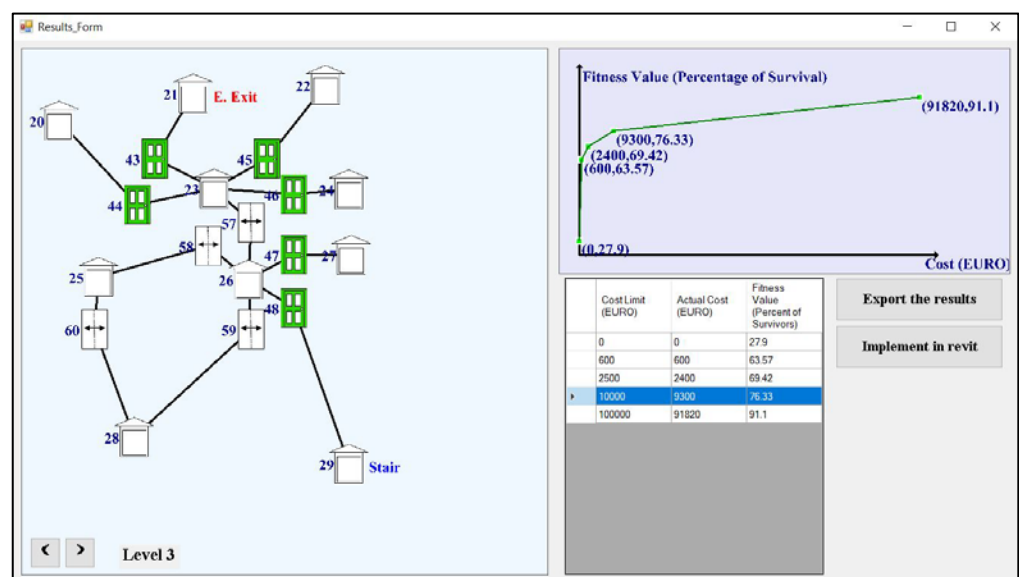 Results_Form
21
E. Exit
22
20
43
45
23
46
24
44
57
58
47
27
25
26
48
60
59
28
29
Stair
Level 3
Fitness Value (Percentage of Survival)
(91820,91.1)
(9300,76.33)
(2400,69.42)
(600,63.57)
(0,27.9)
Cost (EURO)
Cost Limit (EURO) Actual Cost (EURO) Fitness Value (Percent of Survivors)
0 0 27.9
600 600 63.57
2500 2400 69.42
10000 9300 76.33
100000 91820 91.1
Export the results
Implement in revit